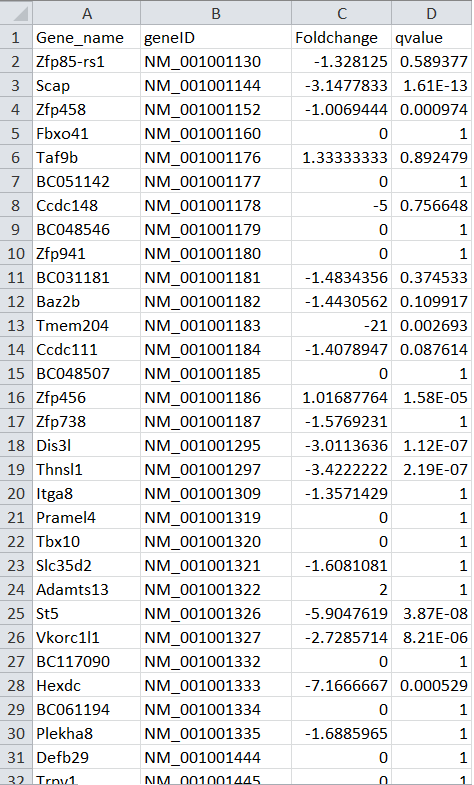 A B C D
1 Gene_name geneID Foldchange qvalue
2 Zfp85-rs1 NM_001001130 -1.328125 0.589377
3 Scap NM_001001144 -3.1477833 1.61E-13
4 Zfp458 NM_001001152 -1.0069444 0.000974
5 Fbxo41 NM_001001160 0 1
6 Taf9b NM_001001176 1.33333333 0.892479
7 BC051142 NM_001001177 0 1
8 Ccdc148 NM_001001178 -5 0.756648
9 BC048546 NM_001001179 0 1
10 Zfp941 NM_001001180 0 1
11 BC031181 NM_001001181 -1.4834356 0.374533
12 Baz2b NM_001001182 -1.4430562 0.109917
13 Tmem204 NM_001001183 -21 0.002693
14 Ccdc111 NM_001001184 -1.4078947 0.087614
15 BC048507 NM_001001185 0 1
16 Zfp456 NM_001001186 1.01687764 1.58E-05
17 Zfp738 NM_001001187 -1.5769231 1
18 Dis3l NM_001001295 -3.0113636 1.12E-07
19 Thnsl1 NM_001001297 -3.4222222 2.19E-07
20 Itga8 NM_001001309 -1.3571429 1
21 Pramel4 NM_001001319 0 1
22 Tbx10 NM_001001320 0 1
23 Slc35d2 NM_001001321 -1.6081081 1
24 Adamts13 NM_001001322 2 1
25 St5 NM_001001326 -5.9047619 3.87E-08
26 Vkorc1l1 NM_001001327 -2.7285714 8.21E-06
27 BC117090 NM_001001332 0 1
28 Hexdc NM_001001333 -7.1666667 0.000529
29 BC061194 NM_001001334 0 1
30 Plekha8 NM_001001335 -1.6885965 1
31 Defb29 NM_001001444 0 1
32 Trpv1 NM_001001445 0 1